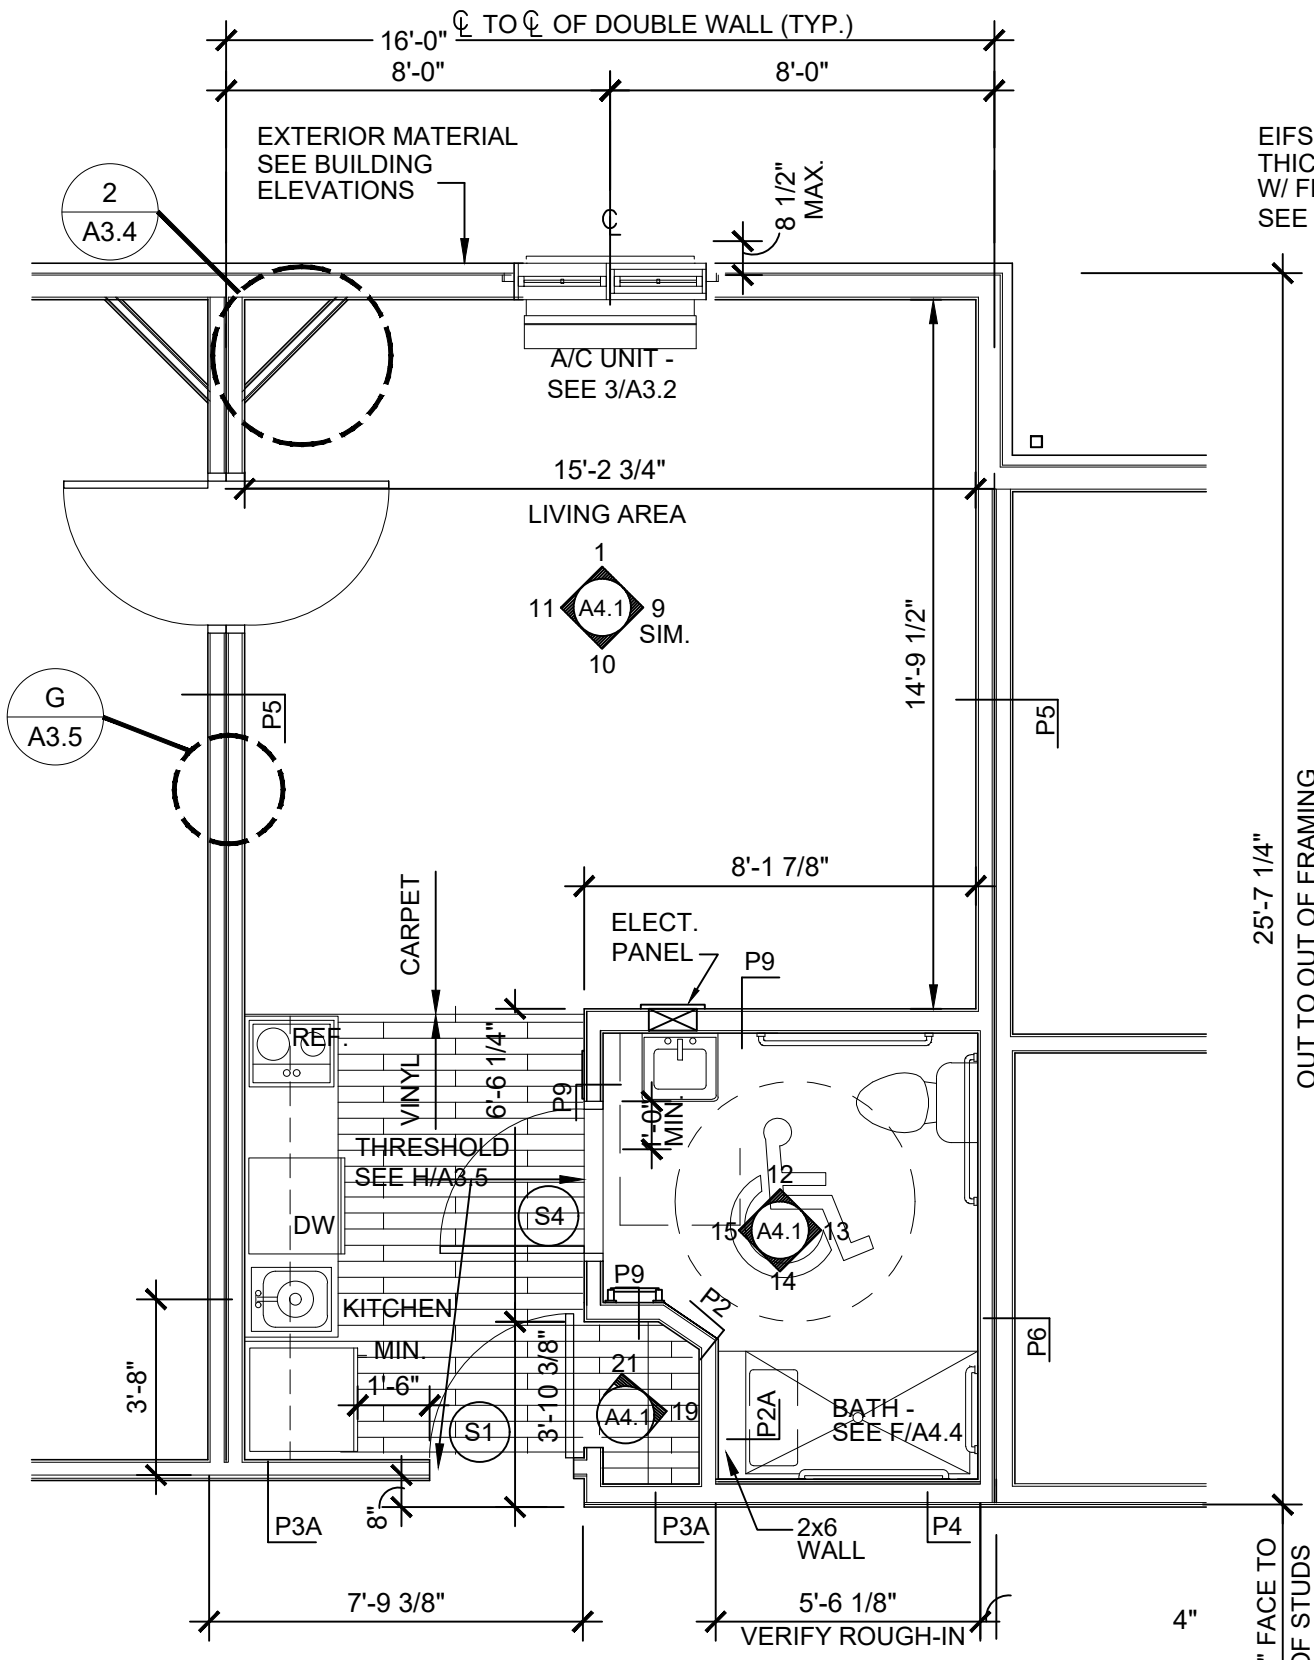 ℄ TO ℄ OF DOUBLE WALL (TYP.)
16'-0"
8'-0"
8'-0"
EXTERIOR MATERIAL
SEE BUILDING
ELEVATIONS
8 1/2"
MAX.
EIFS
THIC
W/ F
SEE
2
A3.4
℄
A/C UNIT -
SEE 3/A3.2
15'-2 3/4"
LIVING AREA
1
11
A4.1
9
SIM.
10
14'-9 1/2"
G
A3.5
P5
P5
25'-7 1/4"
OUT TO OUT OF FRAMING
8'-1 7/8"
CARPET
ELECT.
PANEL
P9
REF.
VINYL
6'-6 1/4"
P9
1'-0"
MIN.
THRESHOLD
SEE H/A3.5
12
S4
15
A4.1
13
14
DW
P9
P2
KITCHEN
P6
MIN.
3'-8"
1'-6"
3'-10 3/8"
21
A4.1
19
P2A
BATH -
SEE F/A4.4
S1
8"
P3A
P3A
2x6
WALL
P4
7'-9 3/8"
5'-6 1/8"
VERIFY ROUGH-IN
4"
" FACE TO
OF STUDS